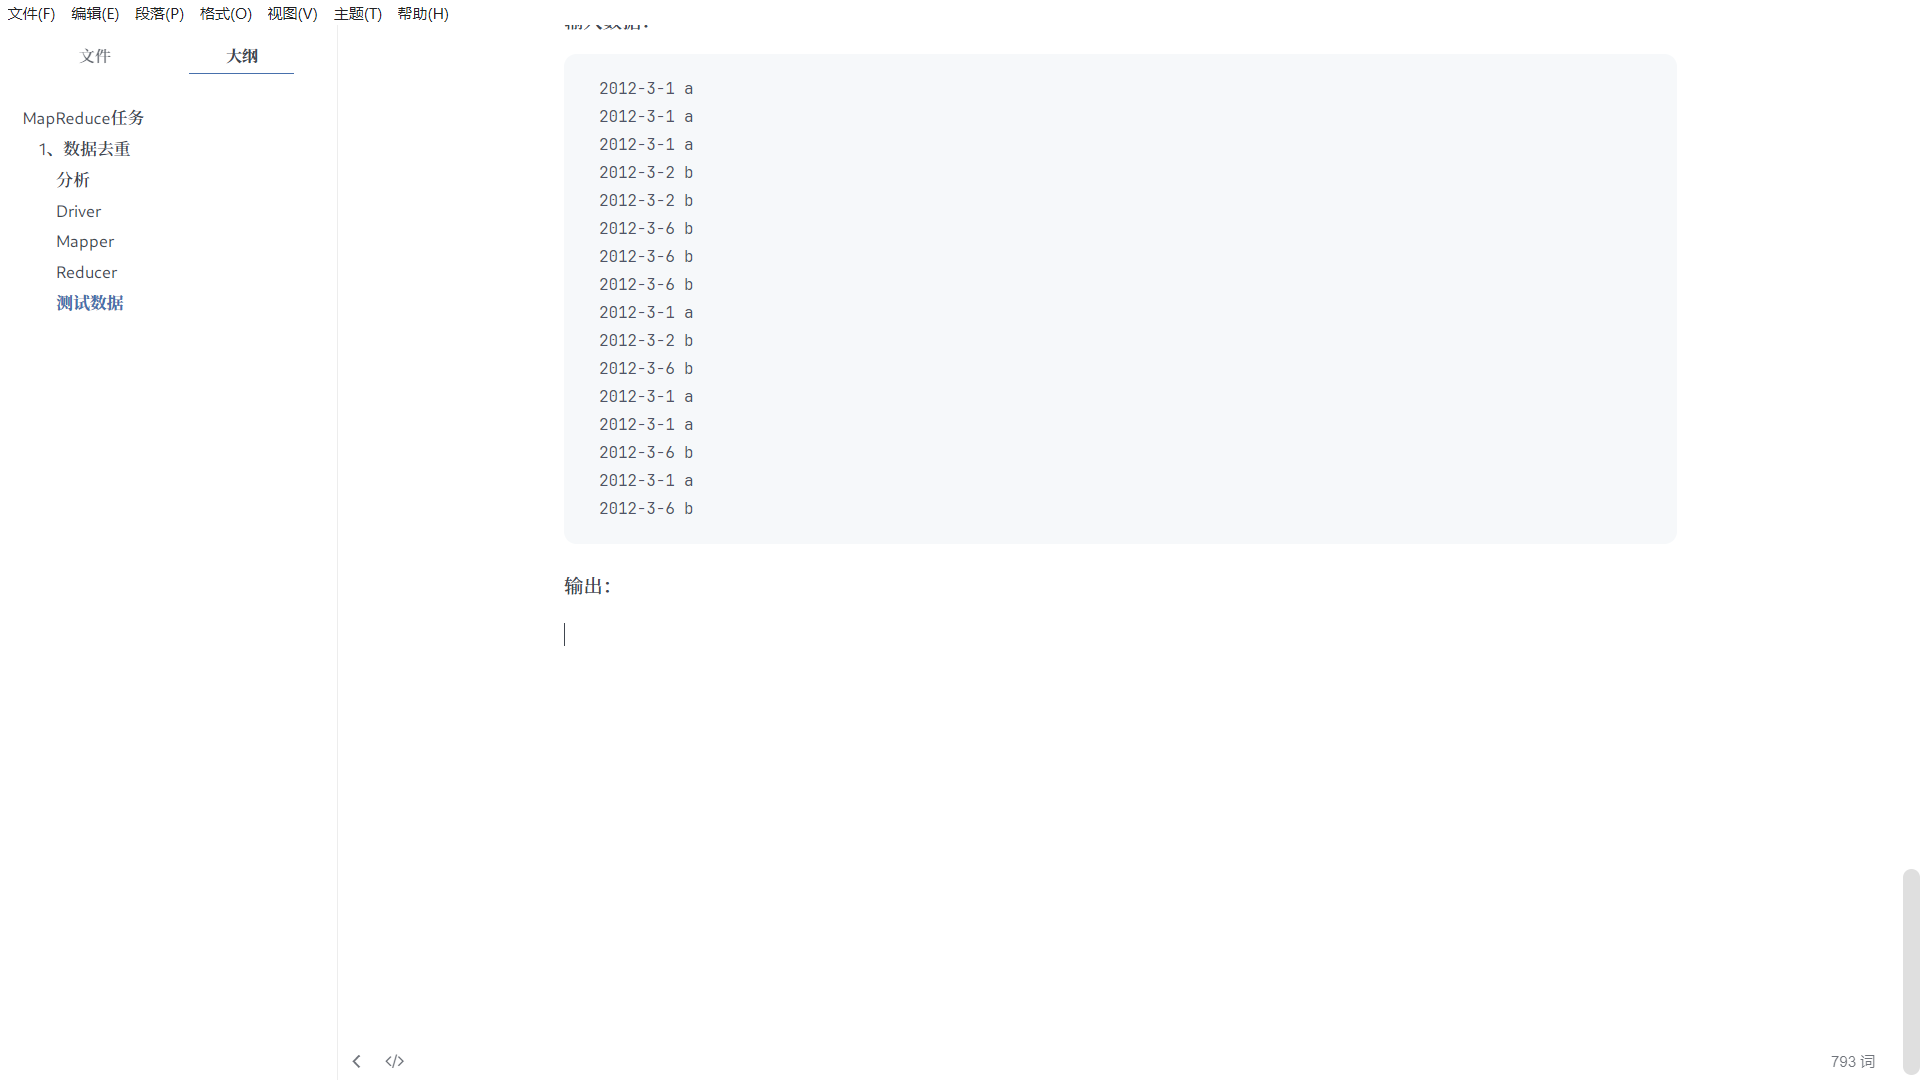 文件(F) 编辑(E) 段落(P) 格式(O) 视图(V) 主题(T) 帮助(H)
文件 大纲
MapReduce任务
1、数据去重
分析
Driver
Mapper
Reducer
测试数据
输入数据：
2012-3-1 a
2012-3-1 a
2012-3-1 a
2012-3-2 b
2012-3-2 b
2012-3-6 b
2012-3-6 b
2012-3-6 b
2012-3-1 a
2012-3-2 b
2012-3-6 b
2012-3-1 a
2012-3-1 a
2012-3-6 b
2012-3-1 a
2012-3-6 b
输出：
</> 793 词